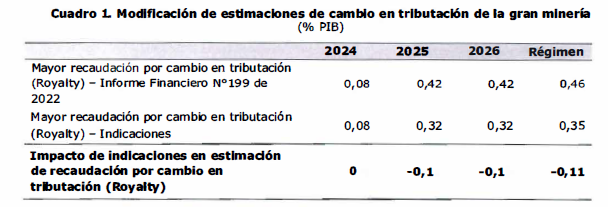 Cuadro 1. Modificación de estimaciones de cambio en tributación de la gran minería
(% PIB)
2024 2025 2026 Régimen
Mayor recaudación por cambio en tributación
(Royalty) – Informe Financiero N°199 de 0,08 0,42 0,42 0,46
2022
Mayor recaudación por cambio en tributación 0,08 0,32 0,32 0,35
(Royalty) – Indicaciones
Impacto de indicaciones en estimación
de recaudación por cambio en 0 -0,1 -0,1 -0,11
tributación (Royalty)